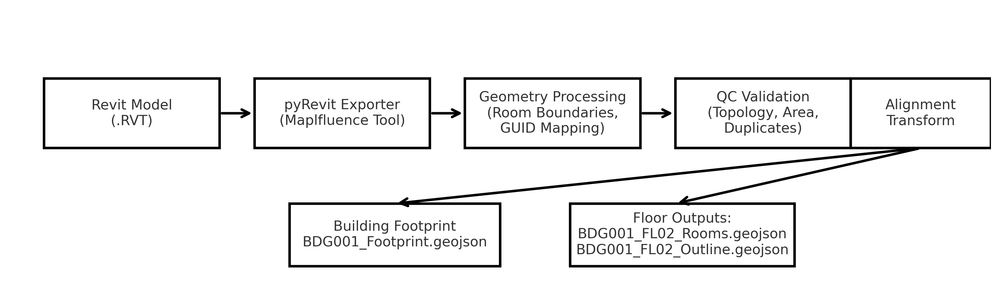 Revit Model
(.RVT)
pyRevit Exporter
(Maplfluence Tool)
Geometry Processing
(Room Boundaries,
GUID Mapping)
QC Validation
(Topology, Area,
Duplicates)
Alignment
Transform
Building Footprint
BDG001_Footprint.geojson
Floor Outputs:
BDG001_FL02_Rooms.geojson
BDG001_FL02_Outline.geojson